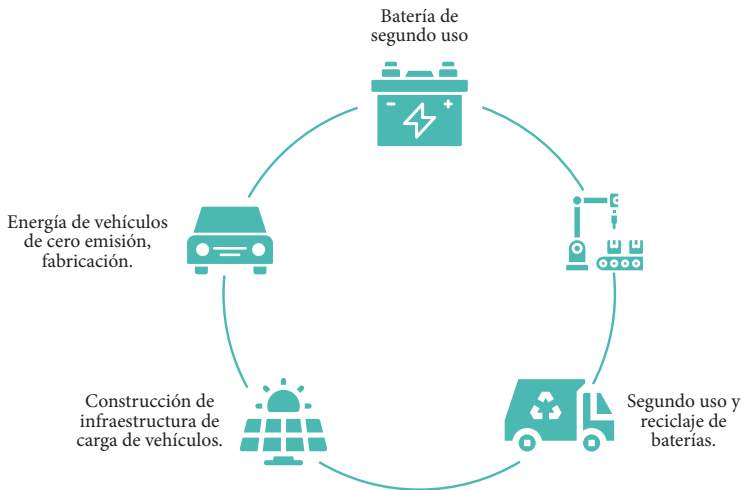 Batería de
segundo uso
Energía de vehículos
de cero emisión,
fabricación.
Construcción de
infraestructura de
carga de vehículos.
Segundo uso y
reciclaje de
baterías.